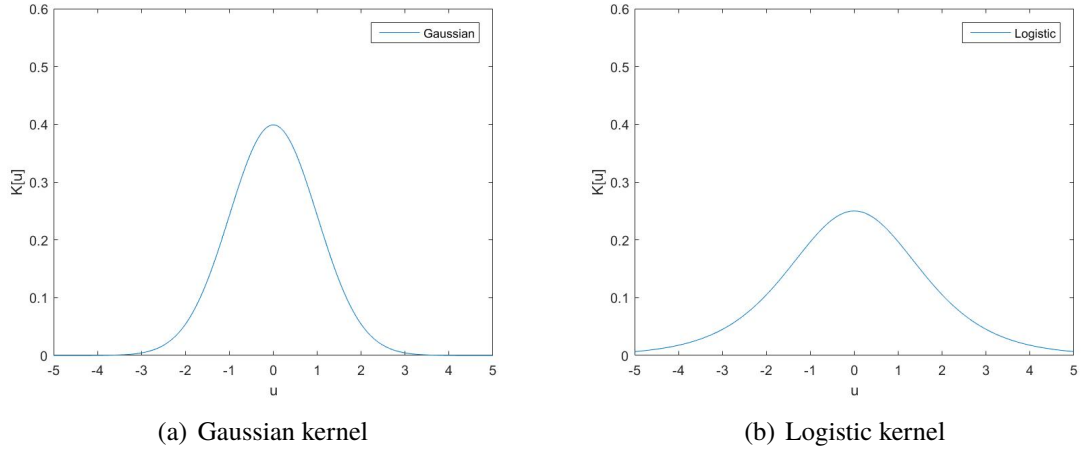 0.6
0.5
0.4
0.3
0.2
0.1
0
K[u]
-5 -4 -3 -2 -1 0 1 2 3 4 5
u
Gaussian
(a) Gaussian kernel
0.6
0.5
0.4
0.3
0.2
0.1
0
K[u]
-5 -4 -3 -2 -1 0 1 2 3 4 5
u
Logistic
(b) Logistic kernel